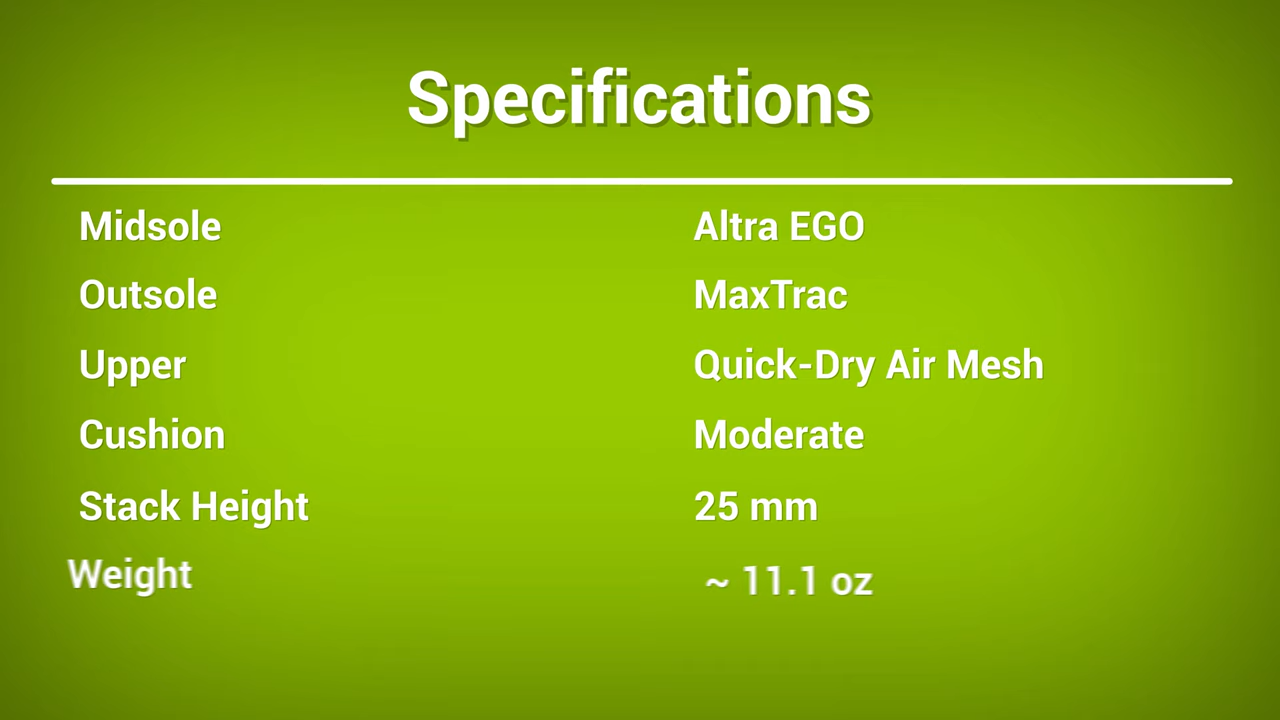 Specifications
Midsole Altra EGO
Outsole MaxTrac
Upper Quick-Dry Air Mesh
Cushion Moderate
Stack Height 25 mm
Weight ~ 11.1 oz